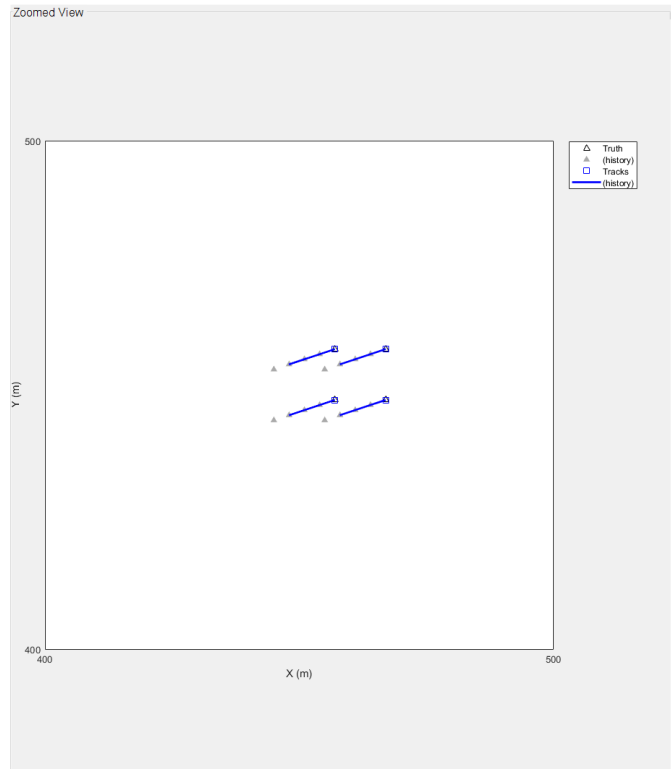 Zoomed View
500
Truth
(history)
Tracks
(history)
Y (m)
400
400
500
X (m)